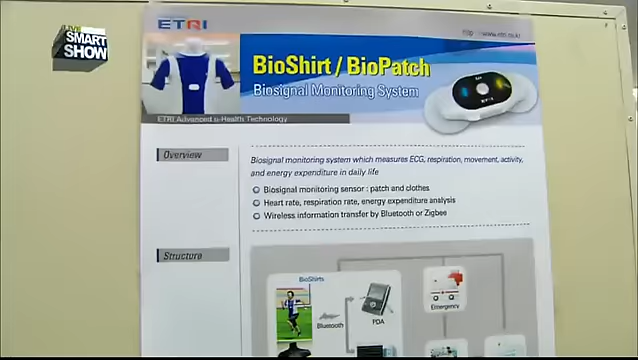 LIVE
SMART
SHOW
ETRI
BioShirt / BioPatch
Biosignal Monitoring System
ETRI
ETRI Advanced u-Health Technology
Overview
Biosignal monitoring system which measures ECG, respiration, movement, activity,
and energy expenditure in daily life
Biosignal monitoring sensor : patch and clothes
Heart rate, respiration rate, energy expenditure analysis
Wireless information transfer by Bluetooth or Zigbee
Structure
BioShirts
Bluetooth
PDA
Emergency